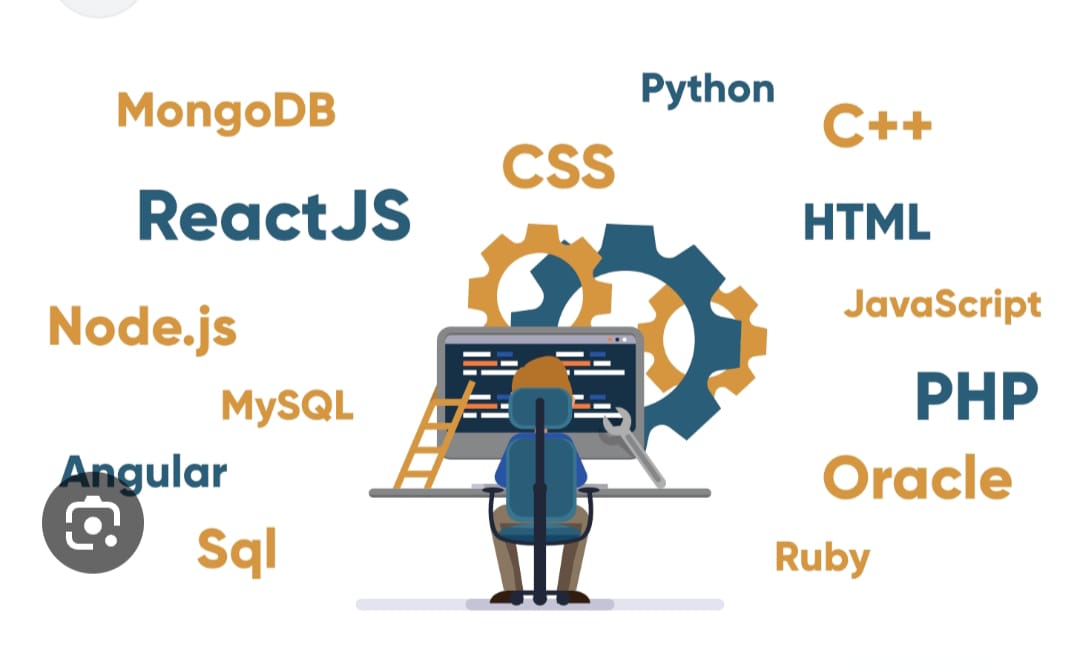 MongoDB
Python
C++
CSS
ReactJS
HTML
Node.js
JavaScript
MySQL
PHP
Angular
Oracle
Sql
Ruby